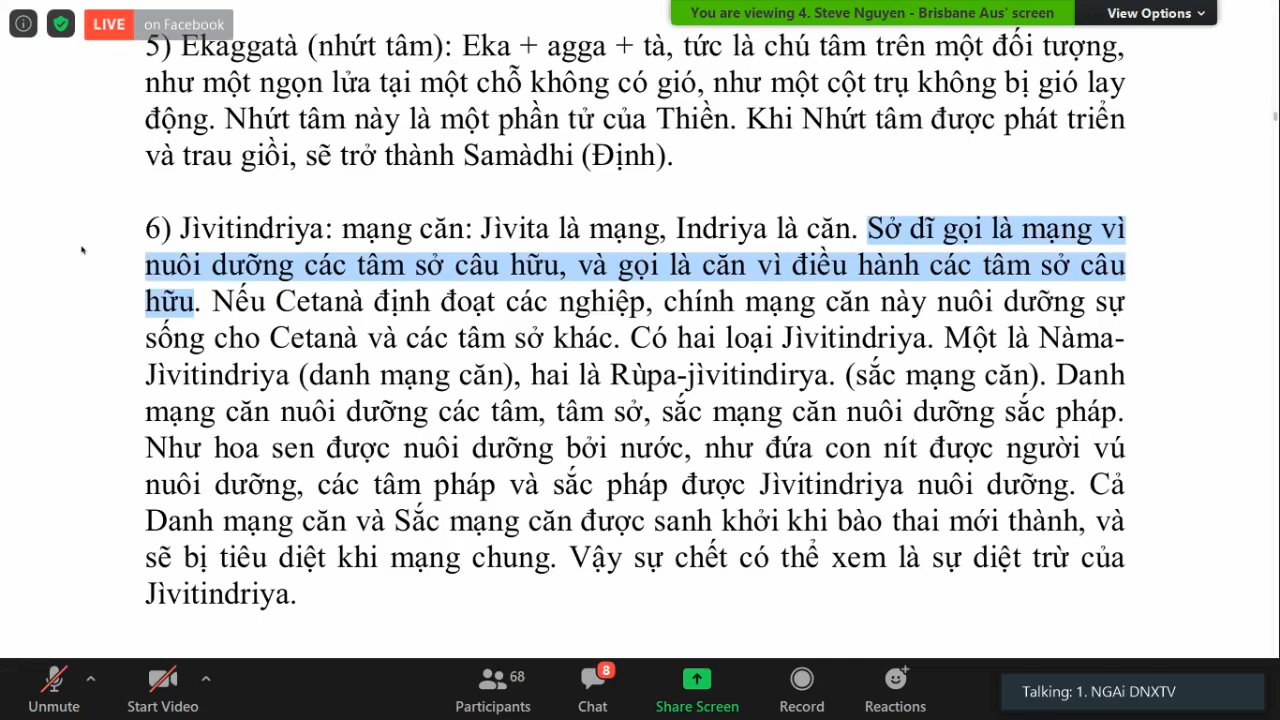 LIVE on Facebook
You are viewing 4. Steve Nguyen - Brisbane Aus' screen
View Options
5) Ekaggatà (nhứt tâm): Eka + agga + tà, tức là chú tâm trên một đối tượng,
như một ngọn lửa tại một chỗ không có gió, như một cột trụ không bị gió lay
động. Nhứt tâm này là một phần tử của Thiền. Khi Nhứt tâm được phát triển
và trau giồi, sẽ trở thành Samàdhi (Định).
6) Jìvitindriya: mạng căn: Jìvita là mạng, Indriya là căn. Sở dĩ gọi là mạng vì
nuôi dưỡng các tâm sở câu hữu, và gọi là căn vì điều hành các tâm sở câu
hữu. Nếu Cetanà định đoạt các nghiệp, chính mạng căn này nuôi dưỡng sự
sống cho Cetanà và các tâm sở khác. Có hai loại Jìvitindriya. Một là Nàma-
Jìvitindriya (danh mạng căn), hai là Rùpa-jìvitindirya. (sắc mạng căn). Danh
mạng căn nuôi dưỡng các tâm, tâm sở, sắc mạng căn nuôi dưỡng sắc pháp.
Như hoa sen được nuôi dưỡng bởi nước, như đứa con nít được người vú
nuôi dưỡng, các tâm pháp và sắc pháp được Jìvitindriya nuôi dưỡng. Cả
Danh mạng căn và Sắc mạng căn được sanh khởi khi bào thai mới thành, và
sẽ bị tiêu diệt khi mạng chung. Vậy sự chết có thể xem là sự diệt trừ của
Jìvitindriya.
68
8
Unmute
Start Video
Participants
Chat
Share Screen
Record
Reactions
Talking: 1. NGAi DNXTV